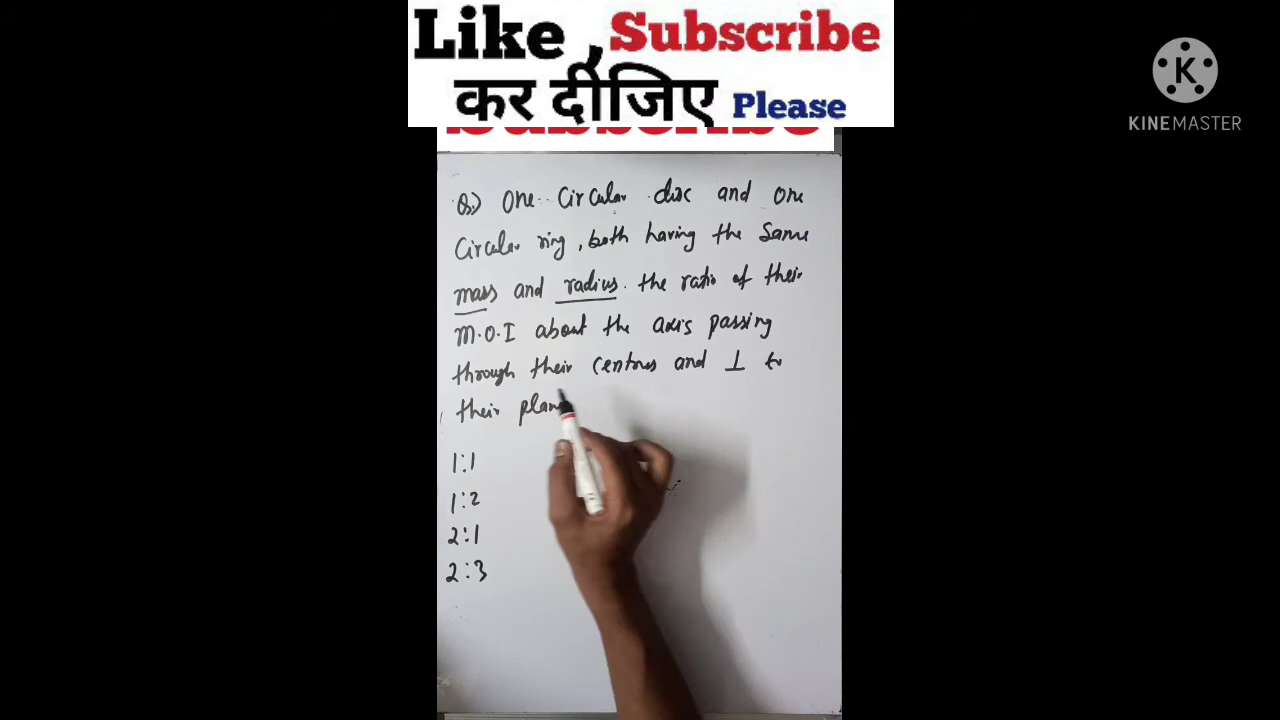 Like , Subscribe
कर दीजिए Please
Subscribe
KINEMASTER
Q.) One Circular disc and one
Circular ring, both having the same
mass and radius. the ratio of their
M.O.I about the axis passing
through their Centres and ⊥ to
their plane
1:1
1:2
2:1
2:3